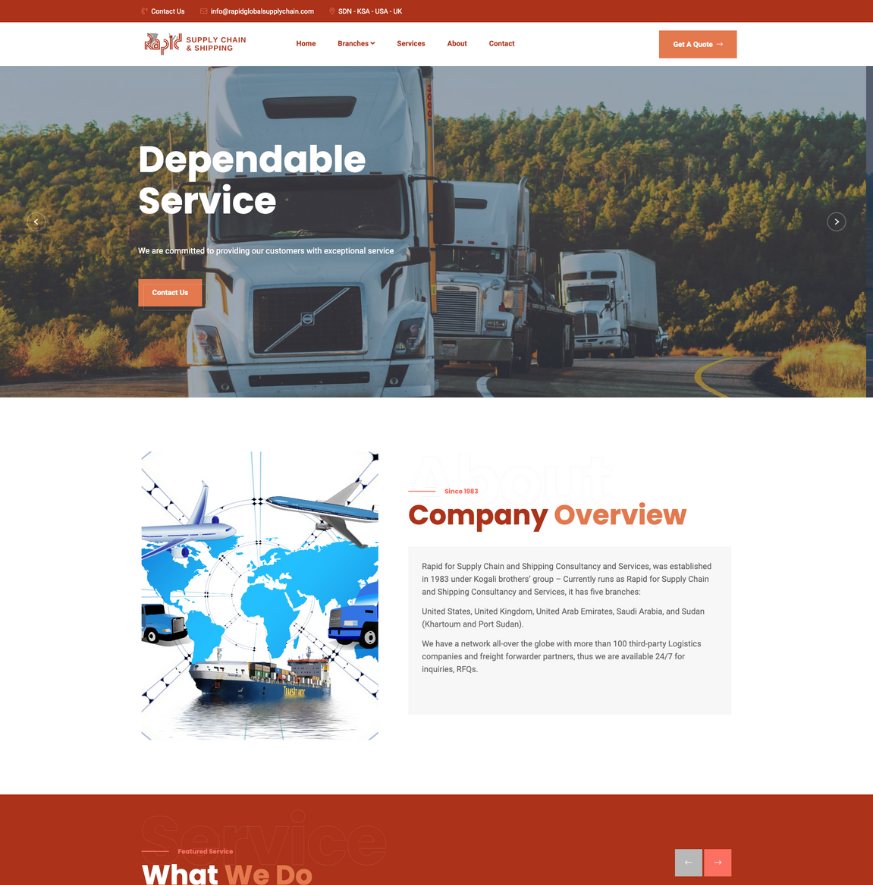 Contact Us
info@rapidglobalsupplychain.com
SDN - KSA - USA - UK
Rapid SUPPLY CHAIN
& SHIPPING
Home
Branches
Services
About
Contact
Get A Quote
Dependable
Service
We are committed to providing our customers with exceptional service
Contact Us
About
Since 1983
Company Overview
Rapid for Supply Chain and Shipping Consultancy and Services, was established
in 1983 under Kogali brothers' group – Currently runs as Rapid for Supply Chain
and Shipping Consultancy and Services, it has five branches:
United States, United Kingdom, United Arab Emirates, Saudi Arabia, and Sudan
(Khartoum and Port Sudan).
We have a network all-over the globe with more than 100 third-party Logistics
companies and freight forwarder partners, thus we are available 24/7 for
inquiries, RFQs.
Service
Featured Service
What We Do